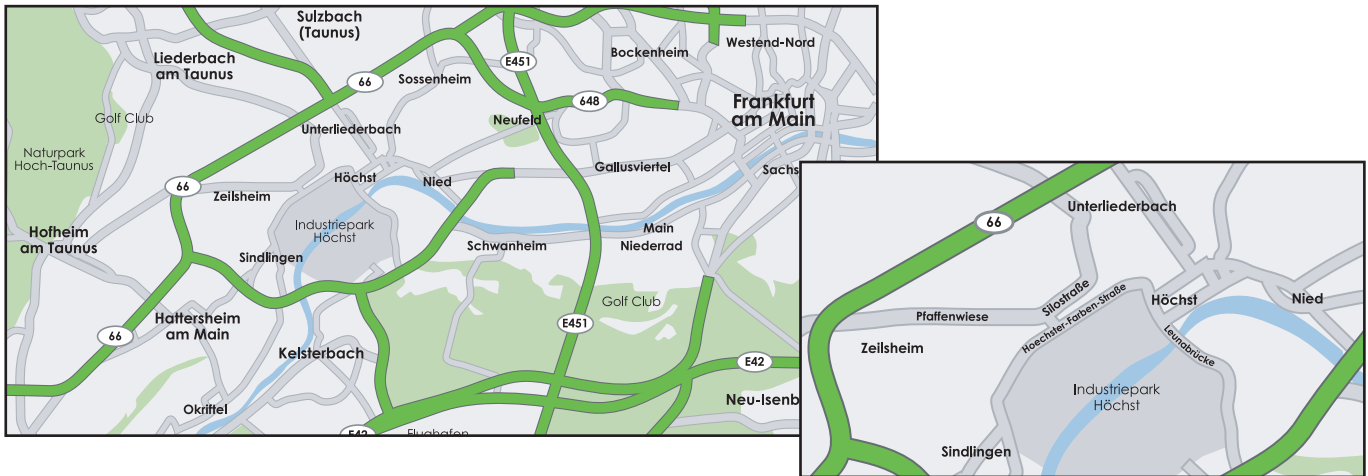 Sulzbach
(Taunus)
Liederbach
am Taunus
66
Sossenheim
E451
Bockenheim
Westend-Nord
648
Frankfurt
am Main
Golf Club
Unterliederbach
Neufeld
Naturpark
Hoch-Taunus
66
Zeilsheim
Höchst
Nied
Gallusviertel
Hofheim
am Taunus
Industriepark
Höchst
Sindlingen
Schwanheim
Main
Niederrad
Golf Club
Hattersheim
am Main
66
E451
Kelsterbach
E42
Okriftel
E42
Flughafen
Unterliederbach
66
Silostraße
Höchst
Nied
Pfaffenwiese
Hoechster-Farben-Straße
Leunabrücke
Zeilsheim
Industriepark
Höchst
Sindlingen